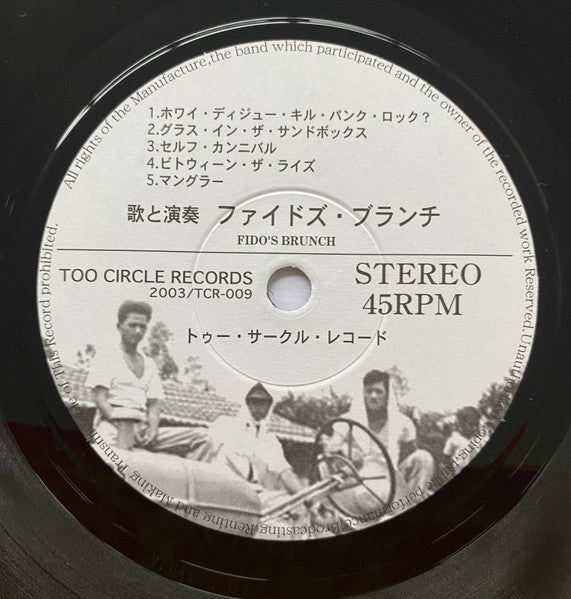 All rights of the Manufacture,the band which participated and the owner of the recorded work Reserved.Unau
1.ホワイ・ディジュー・キル・パンク・ロック?
2.グラス・イン・ザ・サンドボックス
3.セルフ・カンニバル
4.ビトウィーン・ザ・ライズ
5.マングラー
歌と演奏 ファイドズ・ブランチ
FIDO'S BRUNCH
TOO CIRCLE RECORDS
2003/TCR-009
STEREO
45RPM
トゥー・サークル・レコード
Brodcasting,Renting and Making
of This Record prohibited.